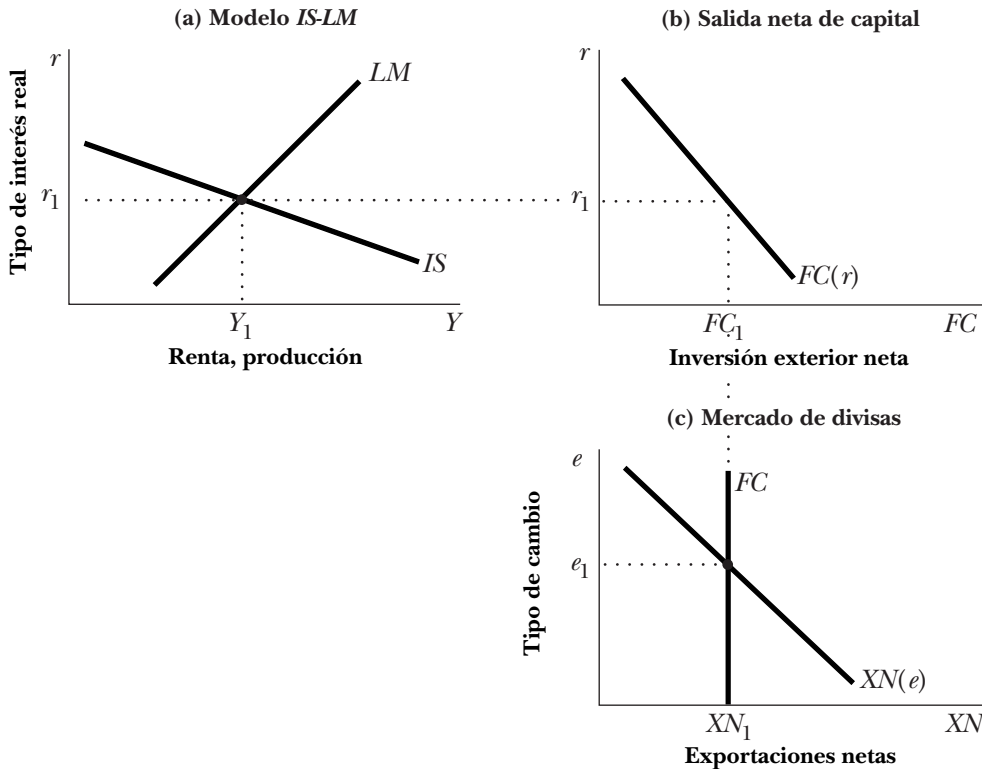 (a) Modelo IS-LM
r
LM
Tipo de interés real
r1
IS
Y1
Y
Renta, producción
(b) Salida neta de capital
r
r1
FC(r)
FC1
FC
Inversión exterior neta
(c) Mercado de divisas
e
FC
Tipo de cambio
e1
XN(e)
XN1
XN
Exportaciones netas